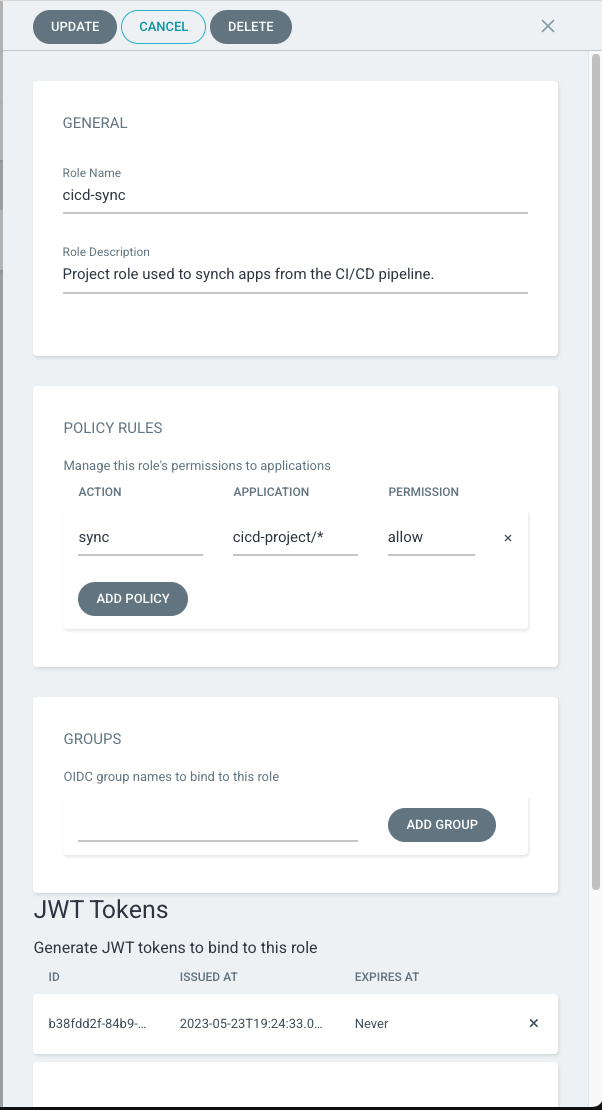 UPDATE CANCEL DELETE
GENERAL
Role Name
cicd-sync
Role Description
Project role used to synch apps from the CI/CD pipeline.
POLICY RULES
Manage this role's permissions to applications
ACTION APPLICATION PERMISSION
sync cicd-project/* allow
ADD POLICY
GROUPS
OIDC group names to bind to this role
ADD GROUP
JWT Tokens
Generate JWT tokens to bind to this role
ID ISSUED AT EXPIRES AT
b38fdd2f-84b9-... 2023-05-23T19:24:33.0... Never